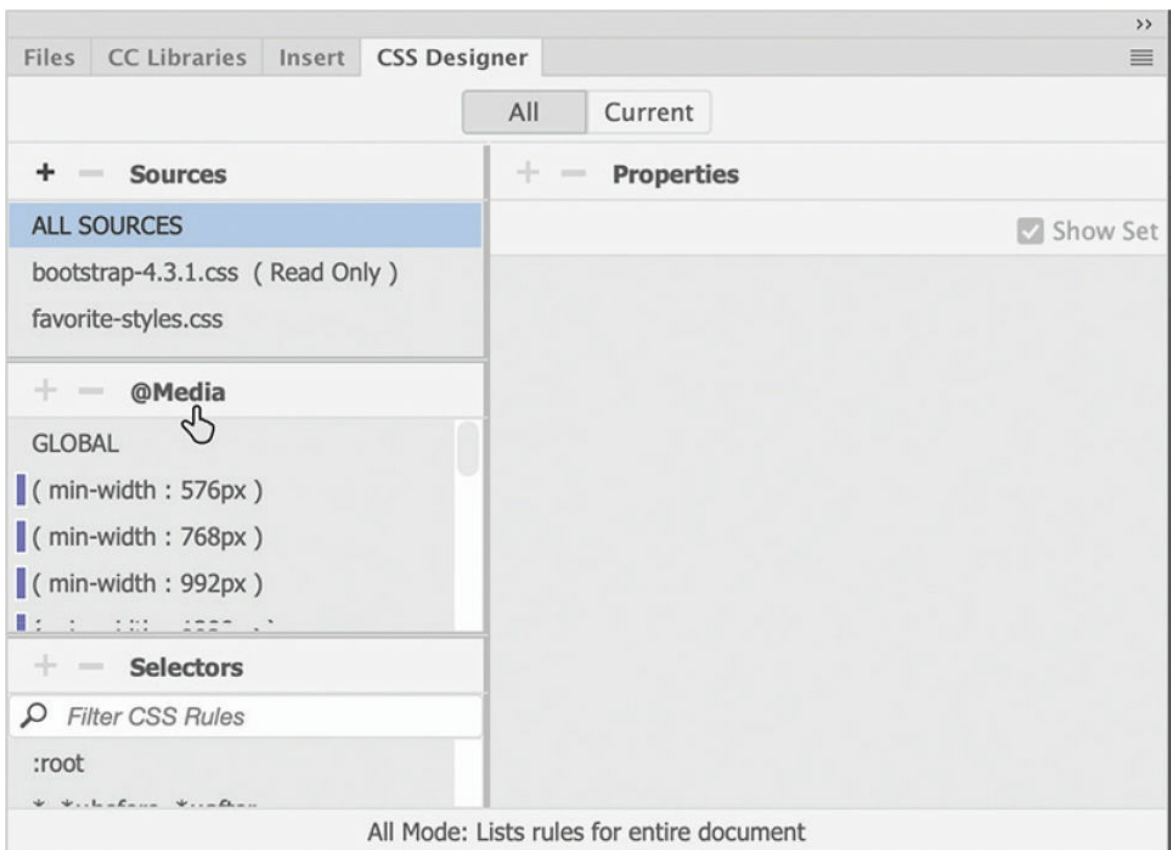 >>
Files CC Libraries Insert CSS Designer
All Current
+ − Sources
ALL SOURCES
bootstrap-4.3.1.css ( Read Only )
favorite-styles.css
+ − @Media
GLOBAL
( min-width : 576px )
( min-width : 768px )
( min-width : 992px )
+ − Selectors
Filter CSS Rules
:root
+ − Properties
Show Set
All Mode: Lists rules for entire document